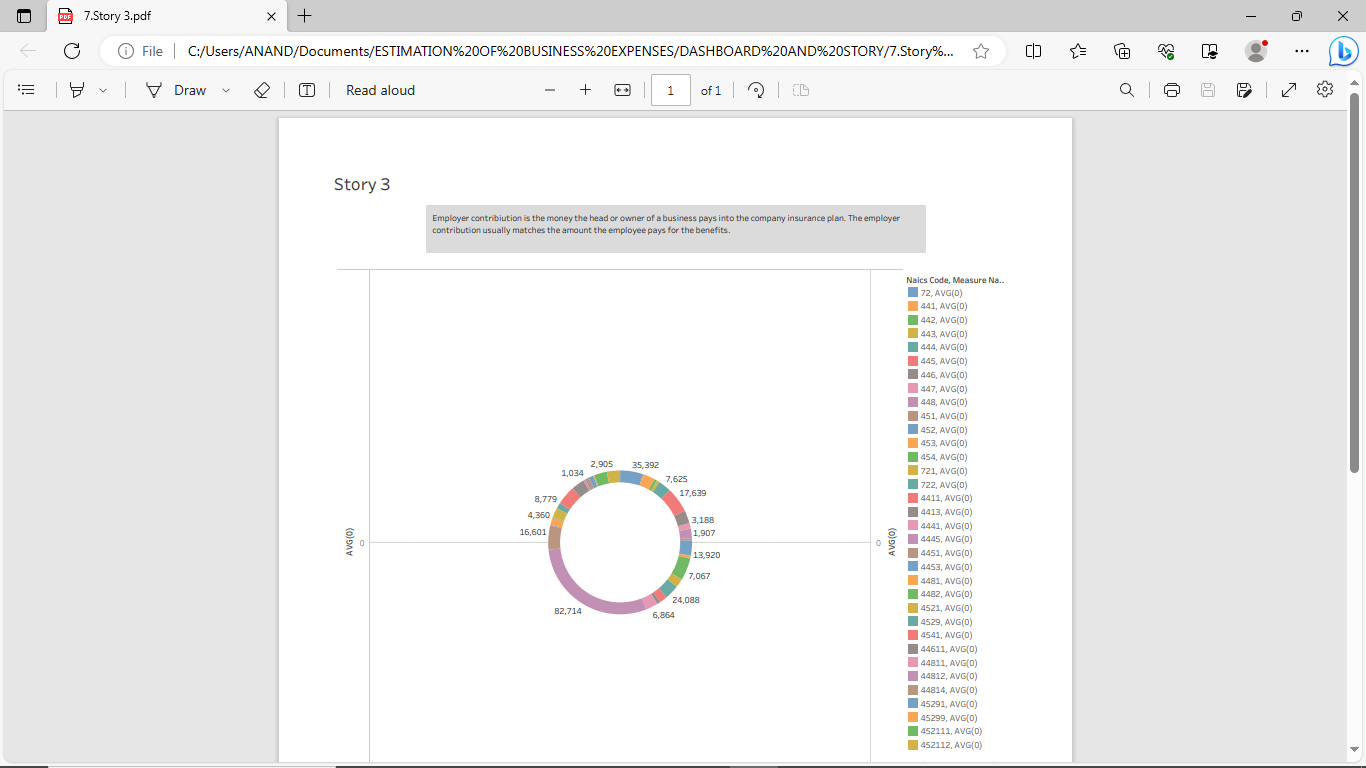 7.Story 3.pdf
File
C:/Users/ANAND/Documents/ESTIMATION%20OF%20BUSINESS%20EXPENSES/DASHBOARD%20AND%20STORY/7.Story%...
Draw
Read aloud
1
of 1
Story 3
Employer contribiution is the money the head or owner of a business pays into the company insurance plan. The employer
contribution usually matches the amount the employee pays for the benefits.
Naics Code, Measure Na..
72, AVG(0)
441, AVG(0)
442, AVG(0)
443, AVG(0)
444, AVG(0)
445, AVG(0)
446, AVG(0)
447, AVG(0)
448, AVG(0)
451, AVG(0)
452, AVG(0)
453, AVG(0)
454, AVG(0)
721, AVG(0)
722, AVG(0)
4411, AVG(0)
4413, AVG(0)
4441, AVG(0)
4445, AVG(0)
4451, AVG(0)
4453, AVG(0)
4481, AVG(0)
4482, AVG(0)
4521, AVG(0)
4529, AVG(0)
4541, AVG(0)
44611, AVG(0)
44811, AVG(0)
44812, AVG(0)
44814, AVG(0)
45291, AVG(0)
45299, AVG(0)
452111, AVG(0)
452112, AVG(0)
2,905
35,392
1,034
7,625
17,639
8,779
4,360
3,188
16,601
1,907
AVG(0)
0
0
AVG(0)
13,920
7,067
24,088
82,714
6,864